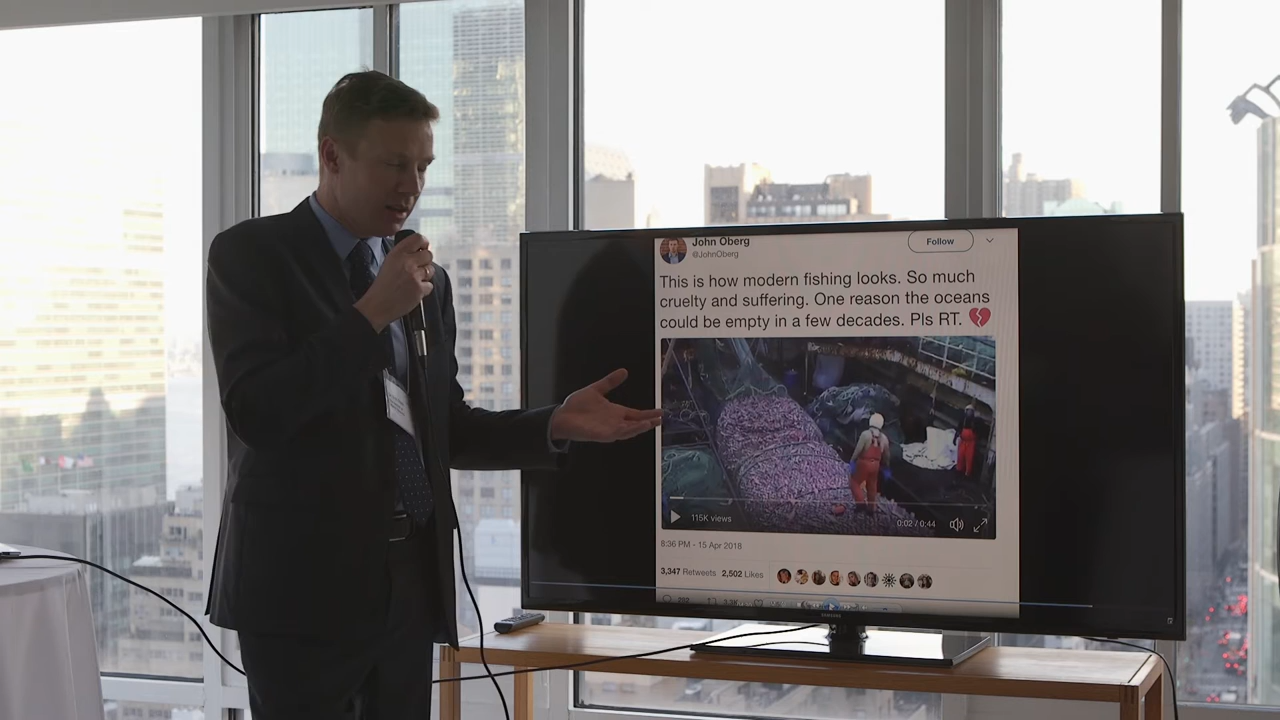 John Oberg
@JohnOberg
Follow
This is how modern fishing looks. So much
cruelty and suffering. One reason the oceans
could be empty in a few decades. Pls RT. 💔
115K views
0:02 / 0:44
8:36 PM - 15 Apr 2018
3,347 Retweets 2,502 Likes
SAMSUNG